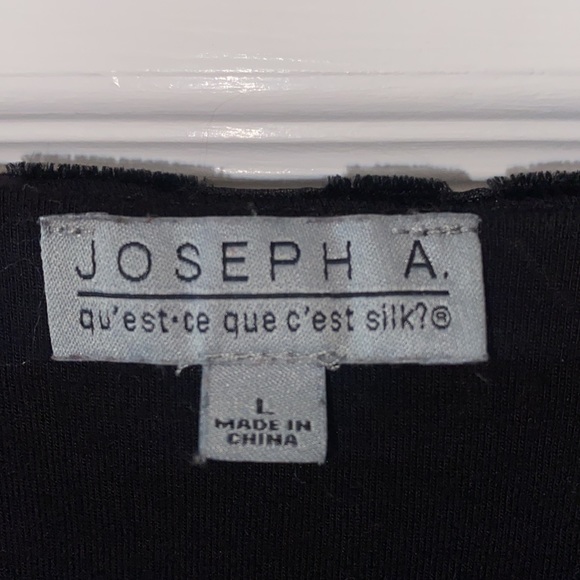 JOSEPH A.
qu'est·ce que c'est silk?®
L
MADE IN
CHINA